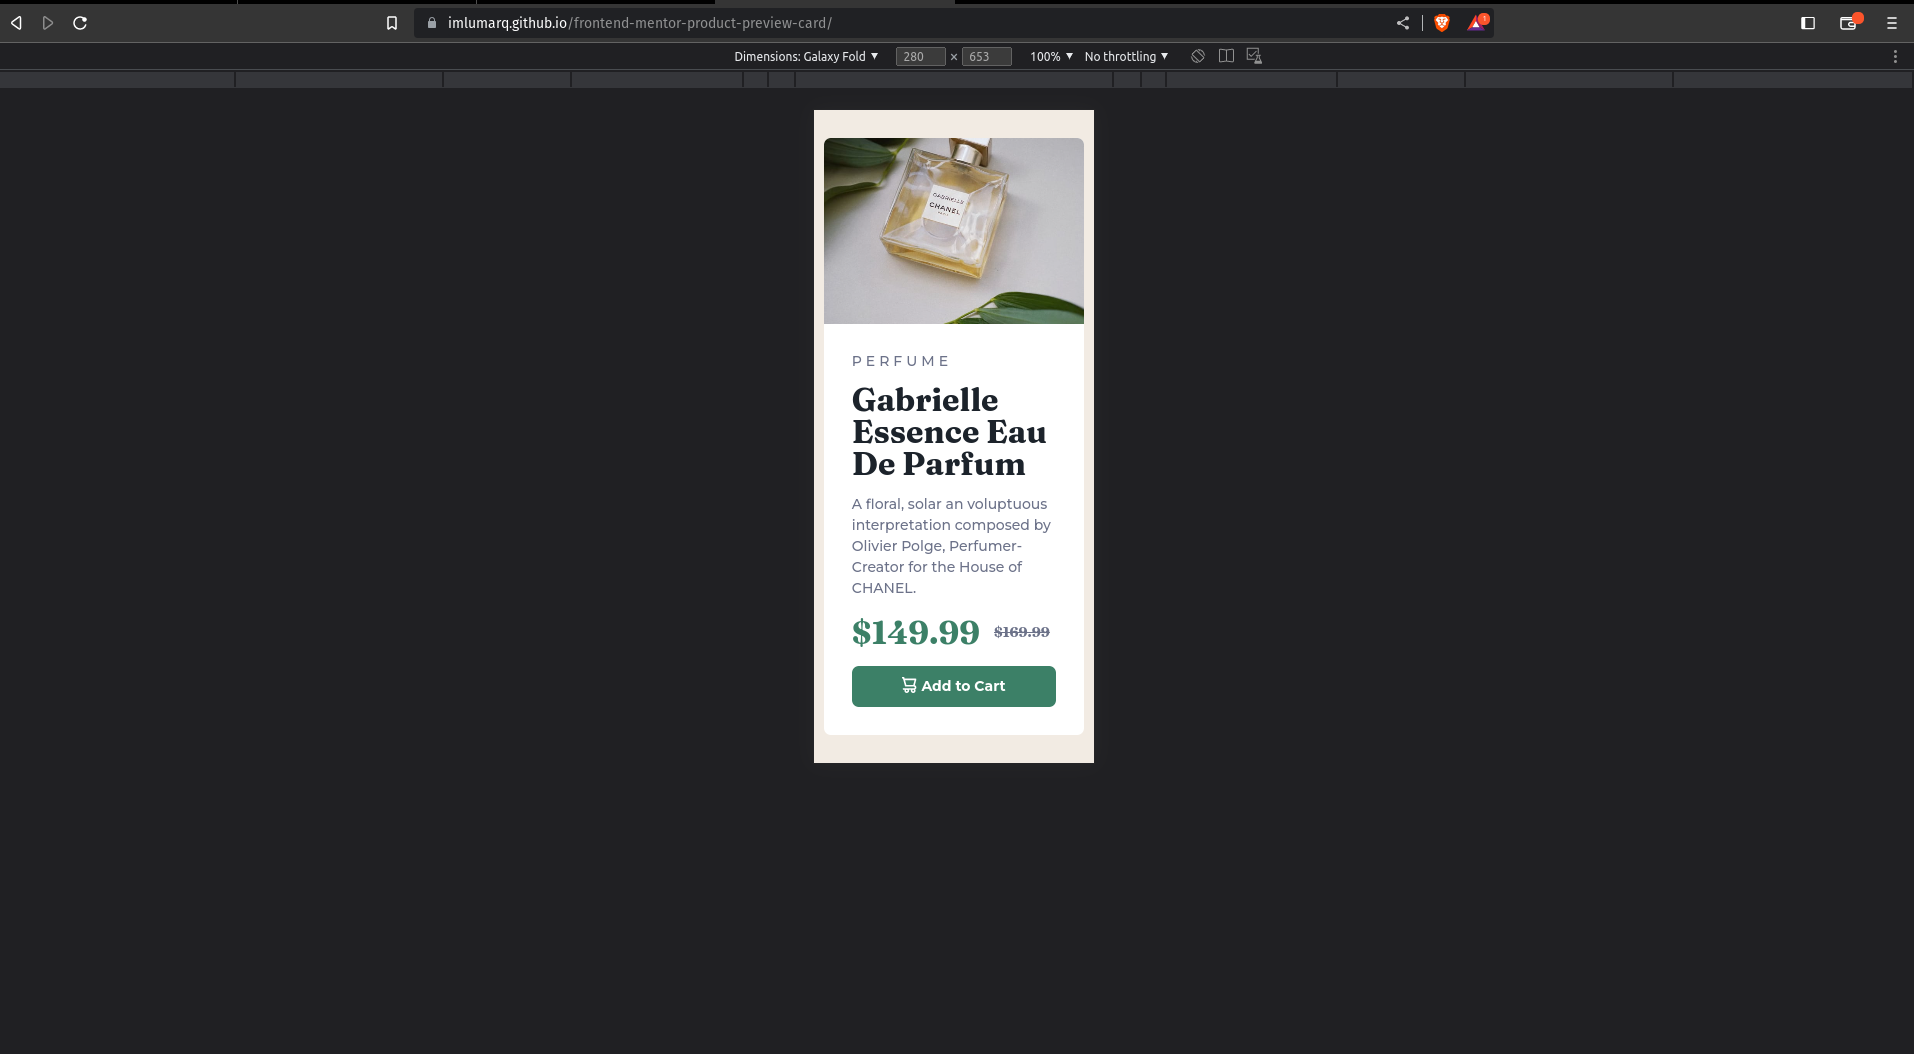 imlumarq.github.io/frontend-mentor-product-preview-card/
1
Dimensions: Galaxy Fold ▼ 280 × 653 100% ▼ No throttling ▼
GABRIELLE
CHANEL
PARIS
PERFUME
Gabrielle
Essence Eau
De Parfum
A floral, solar an voluptuous
interpretation composed by
Olivier Polge, Perfumer-
Creator for the House of
CHANEL.
$149.99 $169.99
Add to Cart